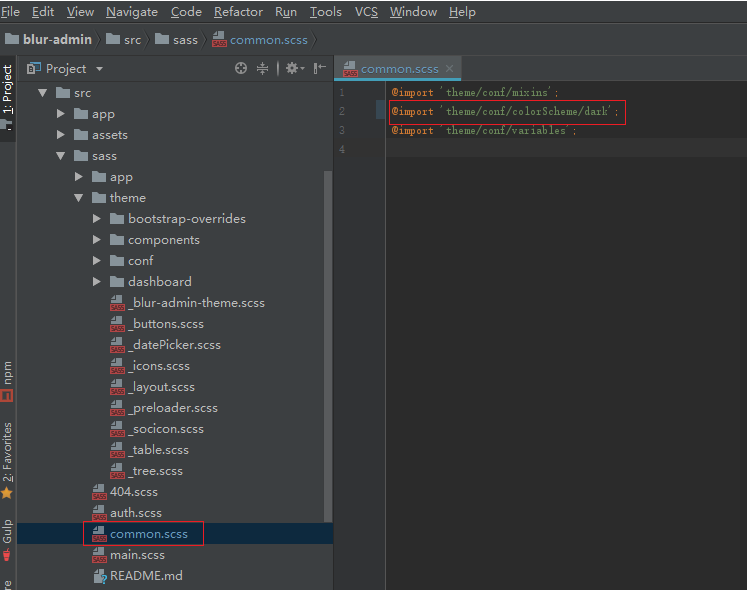 File Edit View Navigate Code Refactor Run Tools VCS Window Help
blur-admin src sass common.scss
1: Project
Project
common.scss
src
app
assets
sass
app
theme
bootstrap-overrides
components
conf
dashboard
_blur-admin-theme.scss
_buttons.scss
_datePicker.scss
_icons.scss
_layout.scss
_preloader.scss
_socicon.scss
_table.scss
_tree.scss
404.scss
auth.scss
common.scss
main.scss
README.md
npm
2: Favorites
Gulp
1 @import 'theme/conf/mixins';
2 @import 'theme/conf/colorScheme/dark';
3 @import 'theme/conf/variables';
4